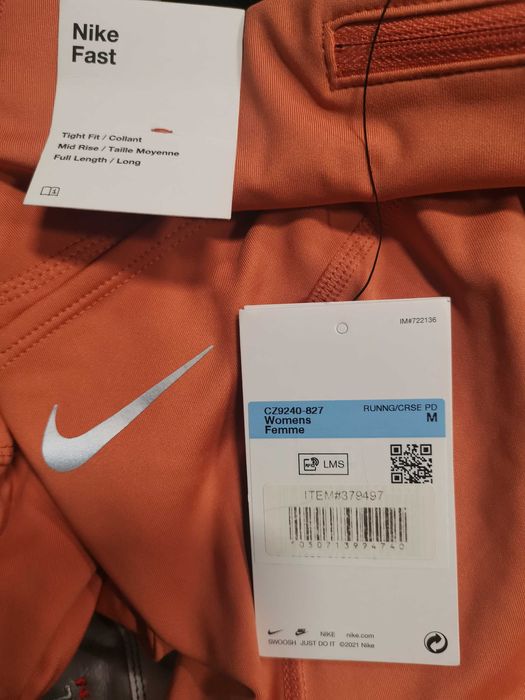 Nike
Fast
Tight Fit / Collant
Mid Rise / Taille Moyenne
Full Length / Long
IM#722136
CZ9240-827
RUNNG/CRSE PD
Womens
M
Femme
RFID
LMS
ITEM#379497
NIKE
nike.com
SWOOSH JUST DO IT ©2021 Nike